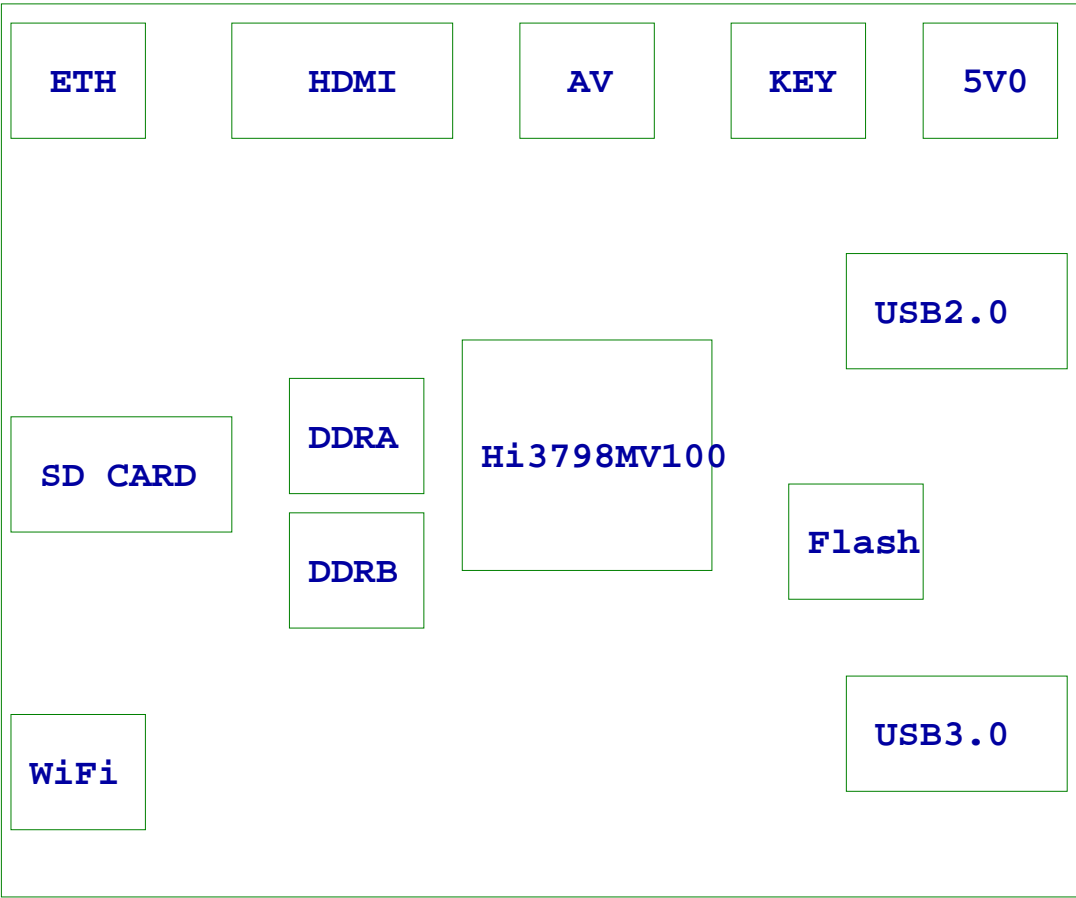 ETH
HDMI
AV
KEY
5V0
USB2.0
DDRA
Hi3798MV100
SD CARD
Flash
DDRB
USB3.0
WiFi